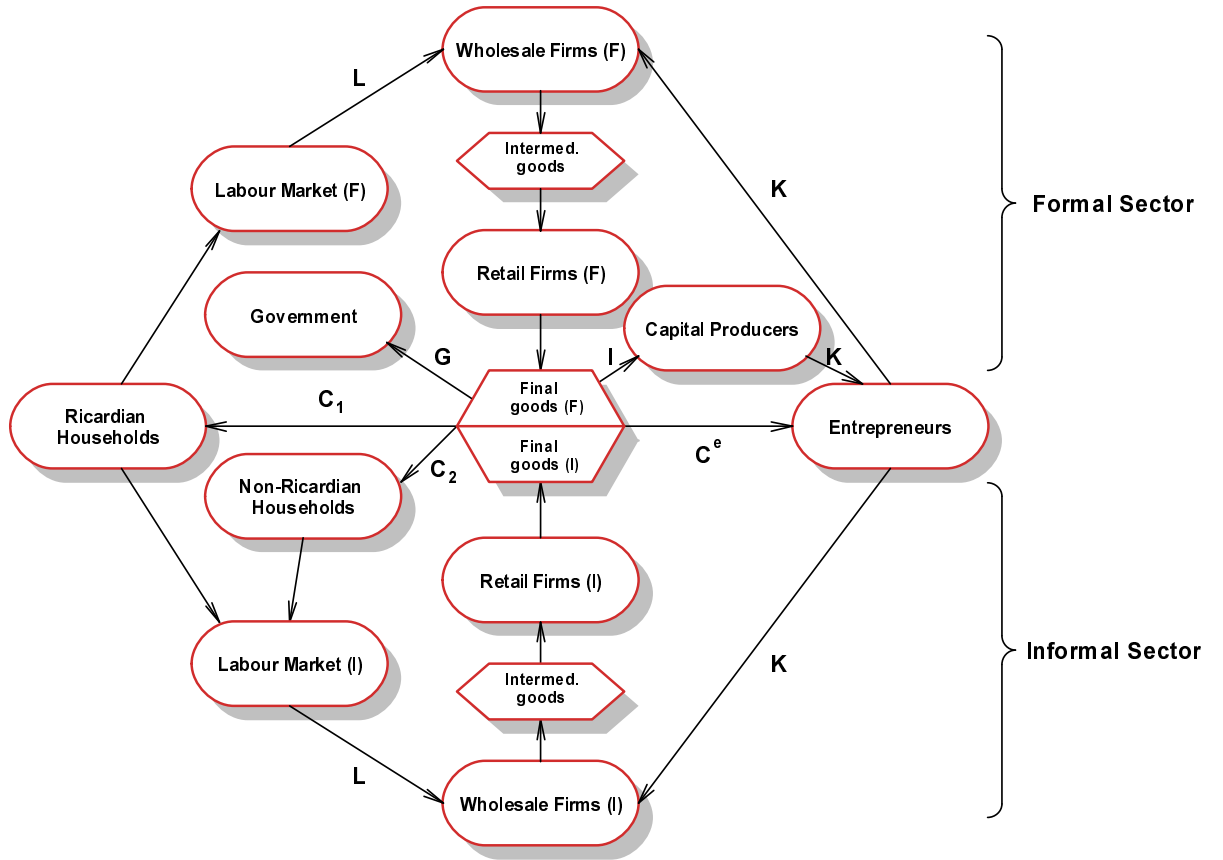 Wholesale Firms (F)
L
Intermed.
goods
Labour Market (F)
K
Formal Sector
Retail Firms (F)
Government
Capital Producers
G
I
K
Final
goods (F)
C1
Ricardian
Households
Entrepreneurs
Final
goods (I)
C2
Ce
Non-Ricardian
Households
Retail Firms (I)
Labour Market (I)
K
Informal Sector
Intermed.
goods
L
Wholesale Firms (I)